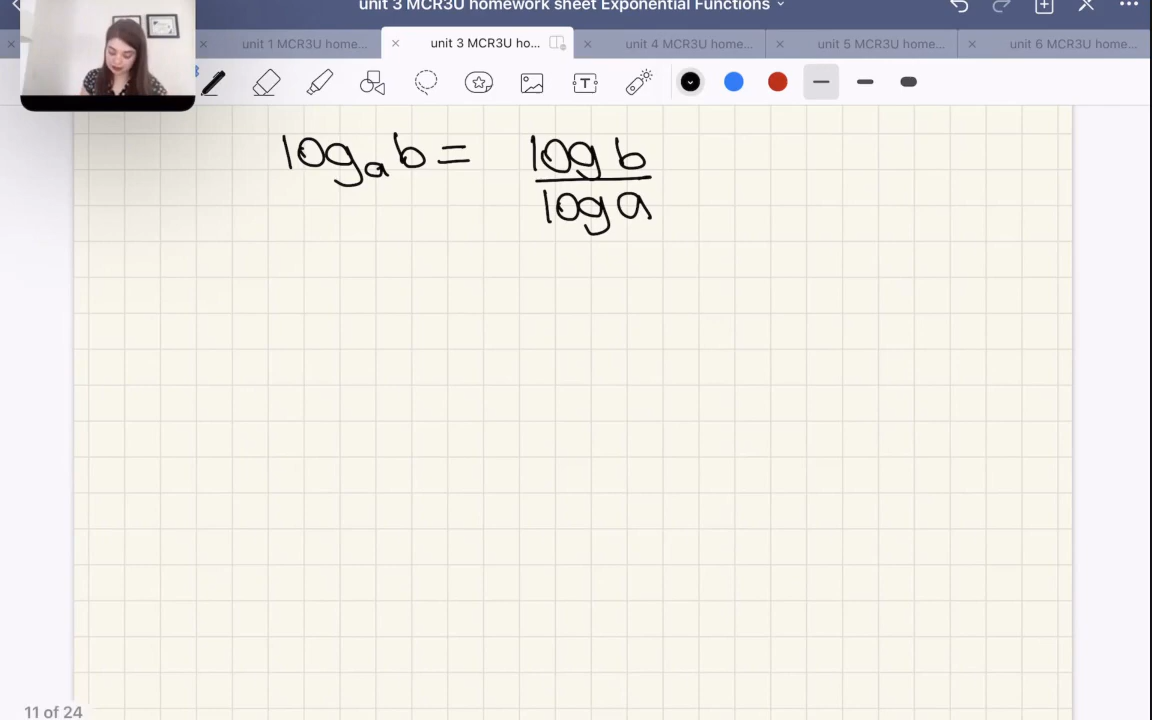 unit 3 MCR3U homework sheet Exponential Functions
unit 1 MCR3U home...
unit 3 MCR3U ho...
unit 4 MCR3U home...
unit 5 MCR3U home...
unit 6 MCR3U home...
T
logₐ b = log b
log a
11 of 24